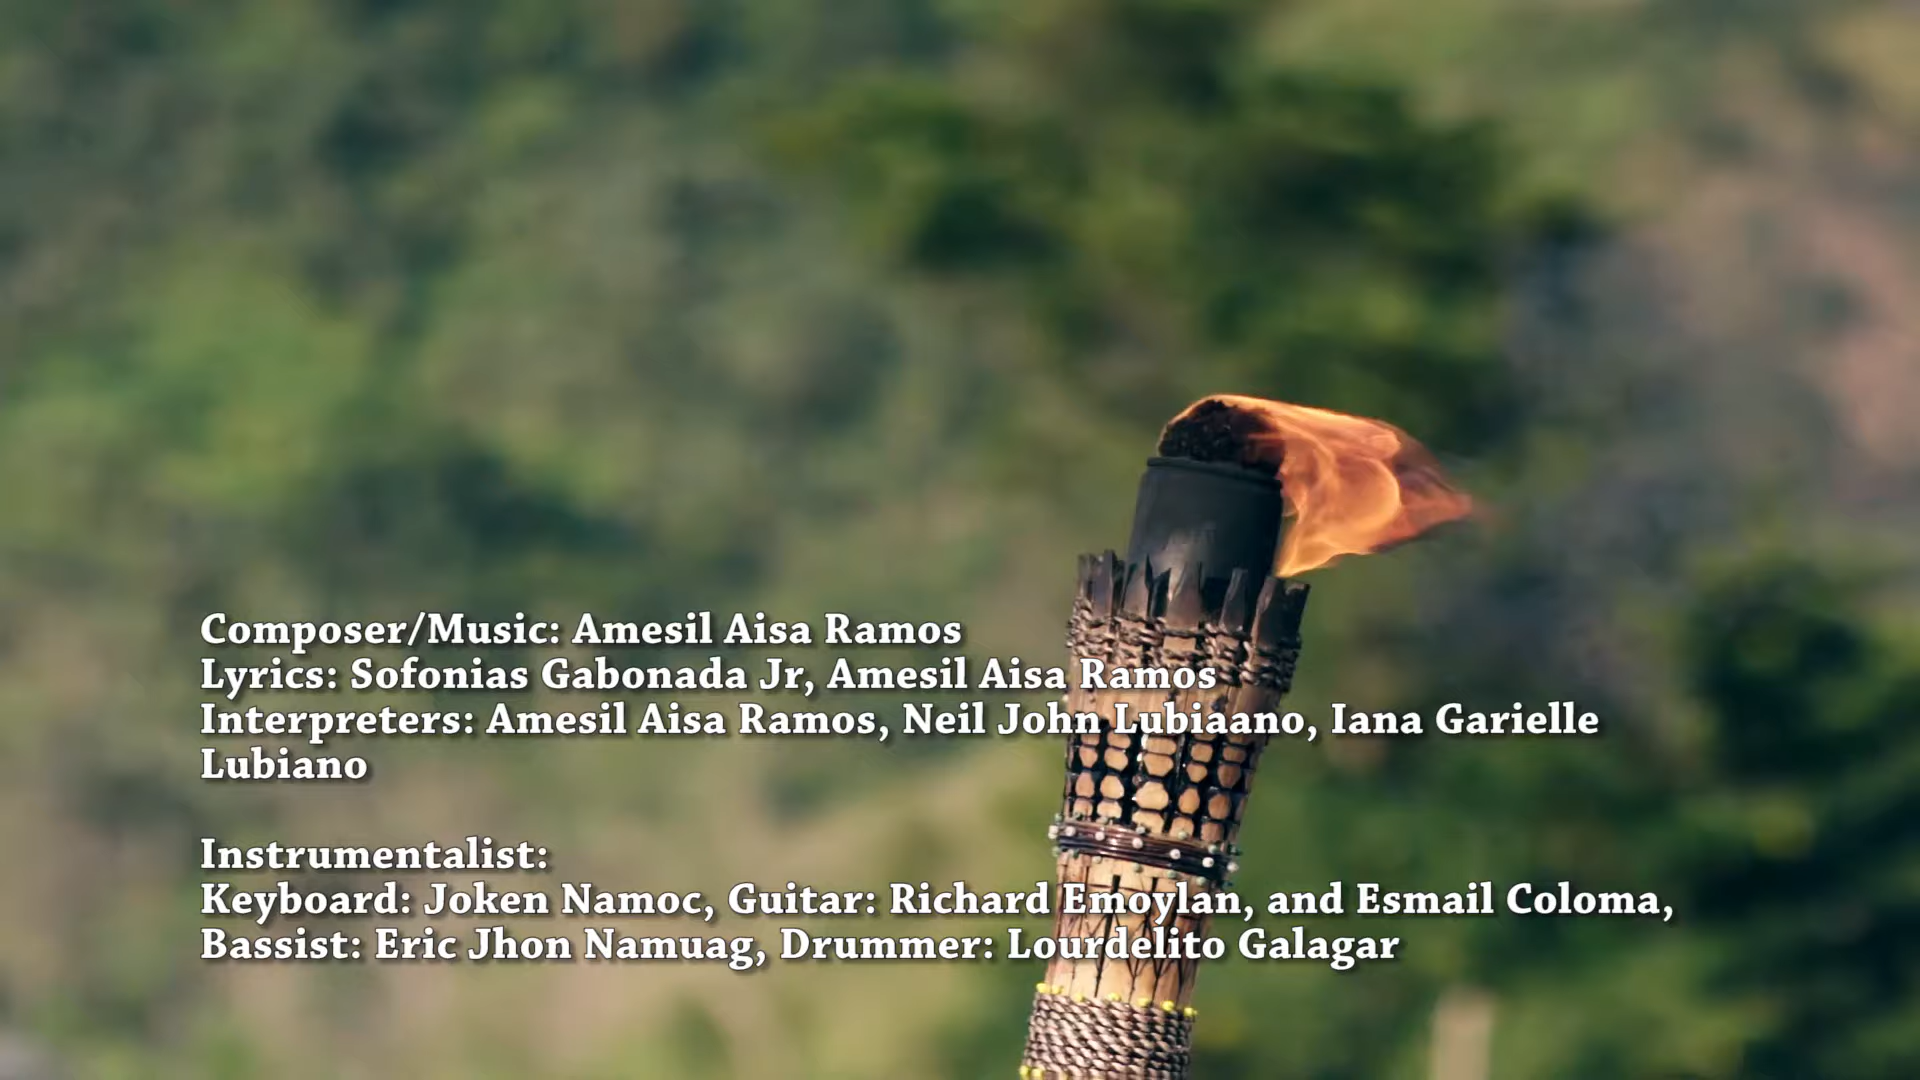 Composer/Music: Amesil Aisa Ramos
Lyrics: Sofonias Gabonada Jr, Amesil Aisa Ramos
Interpreters: Amesil Aisa Ramos, Neil John Lubiaano, Iana Garielle
Lubiano
Instrumentalist:
Keyboard: Joken Namoc, Guitar: Richard Emoylan, and Esmail Coloma,
Bassist: Eric Jhon Namuag, Drummer: Lourdelito Galagar